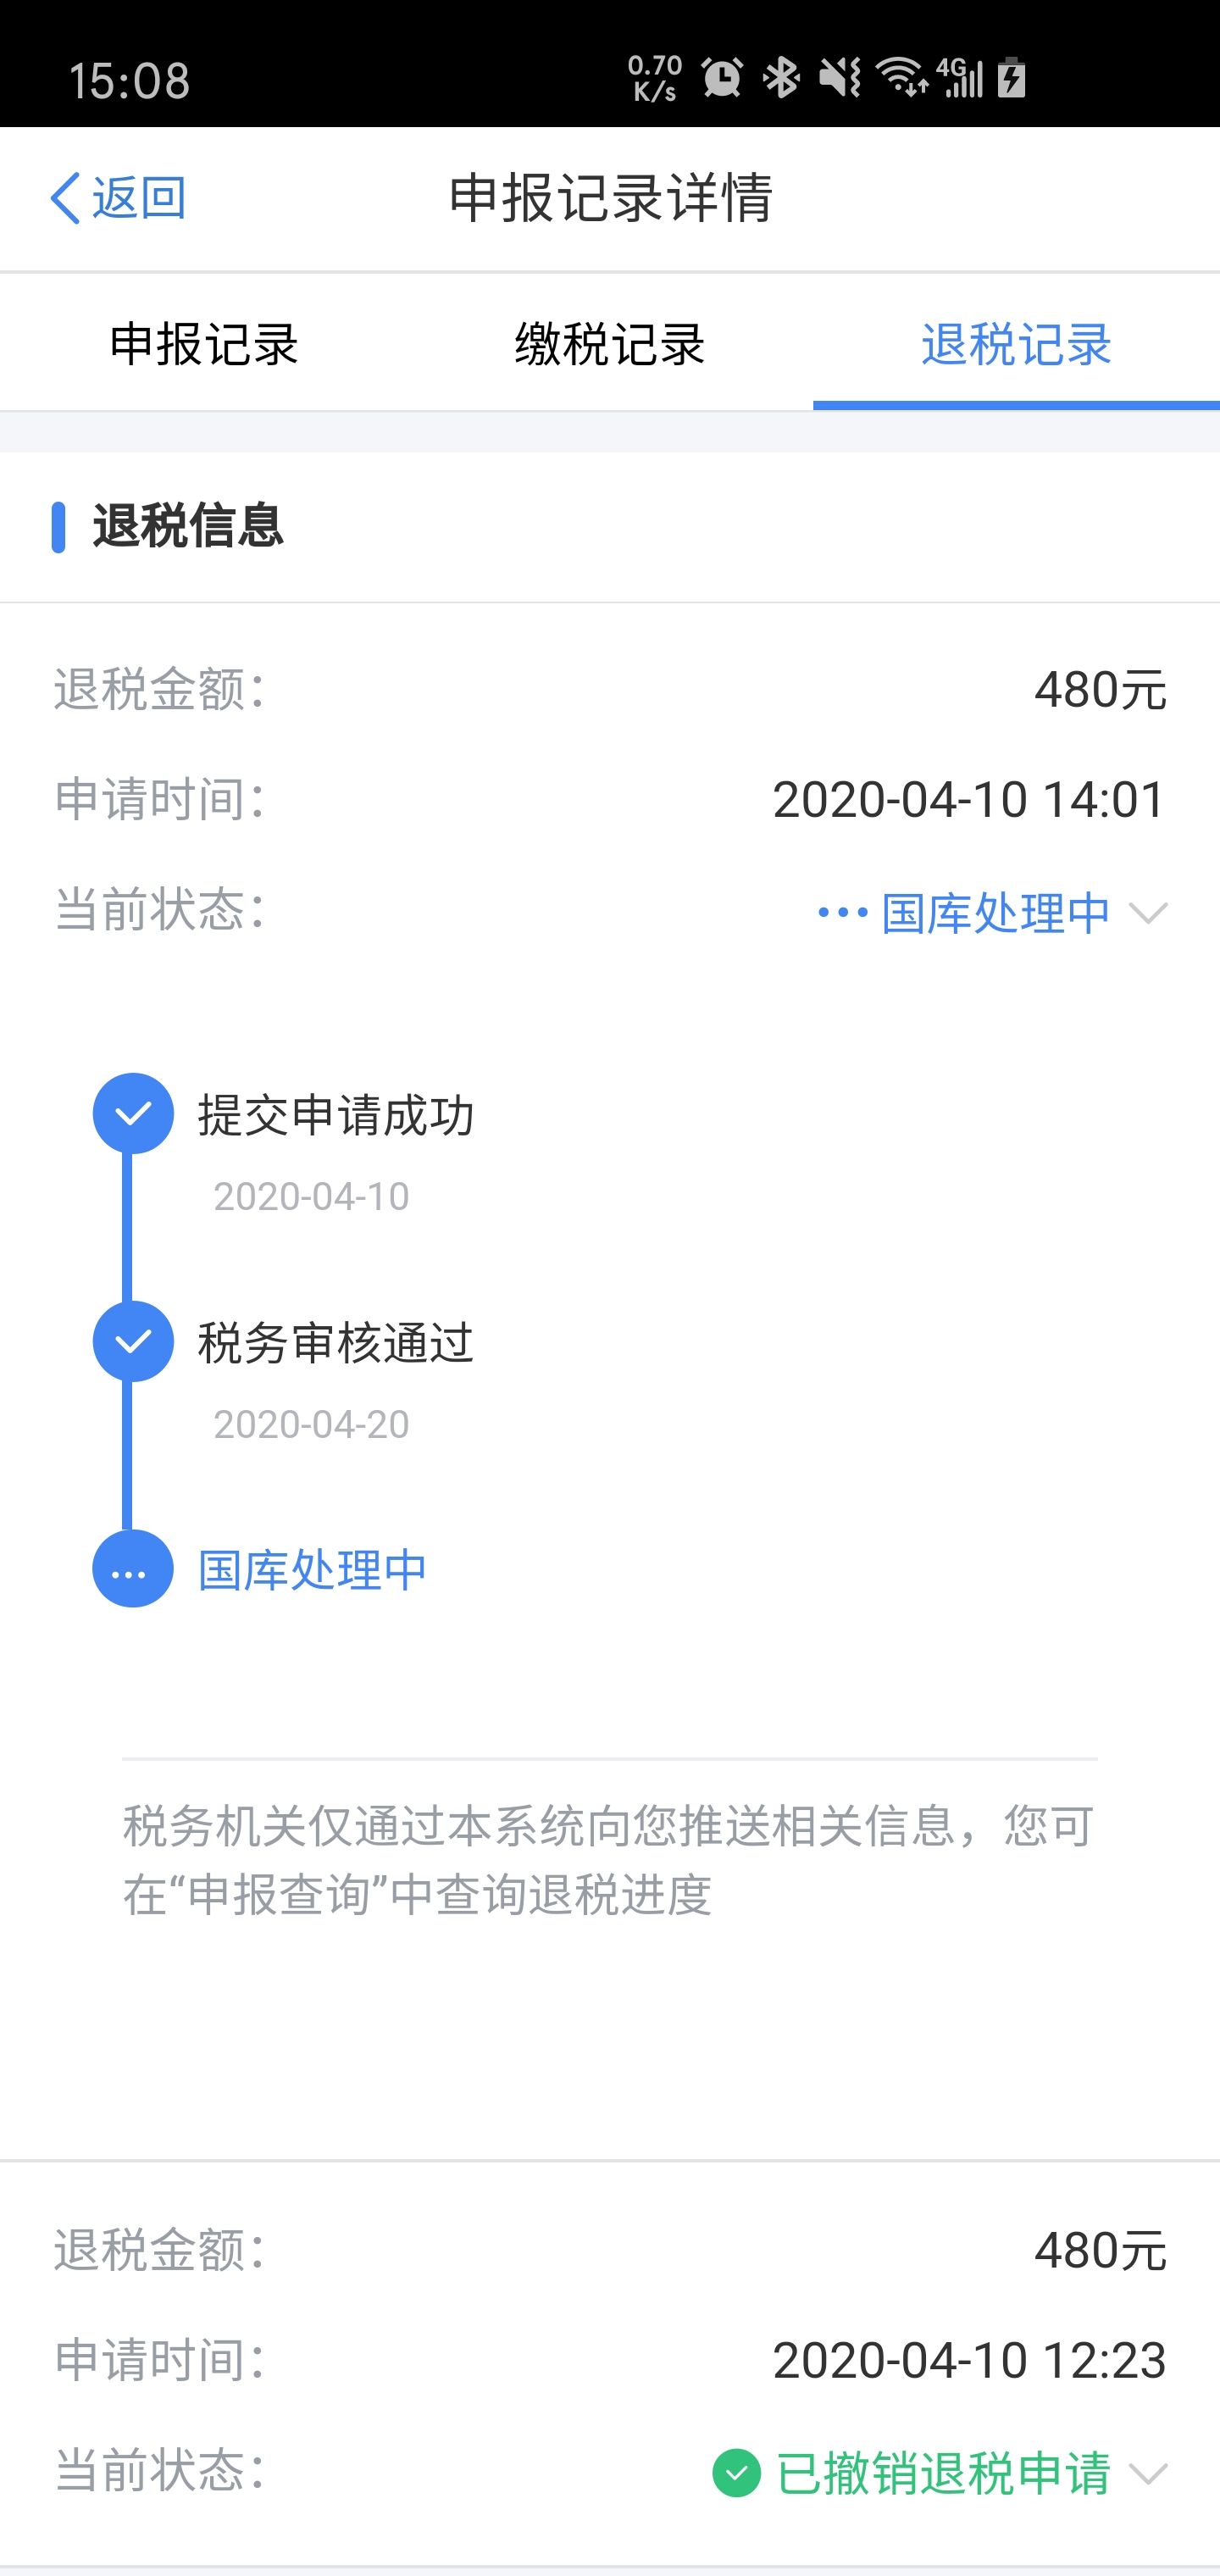 15:08
0.70
K/s
4G
返回
申报记录详情
申报记录
缴税记录
退税记录
退税信息
退税金额：
480元
申请时间：
2020-04-10 14:01
当前状态：
国库处理中
提交申请成功
2020-04-10
税务审核通过
2020-04-20
国库处理中
税务机关仅通过本系统向您推送相关信息，您可
在“申报查询”中查询退税进度
退税金额：
480元
申请时间：
2020-04-10 12:23
当前状态：
已撤销退税申请